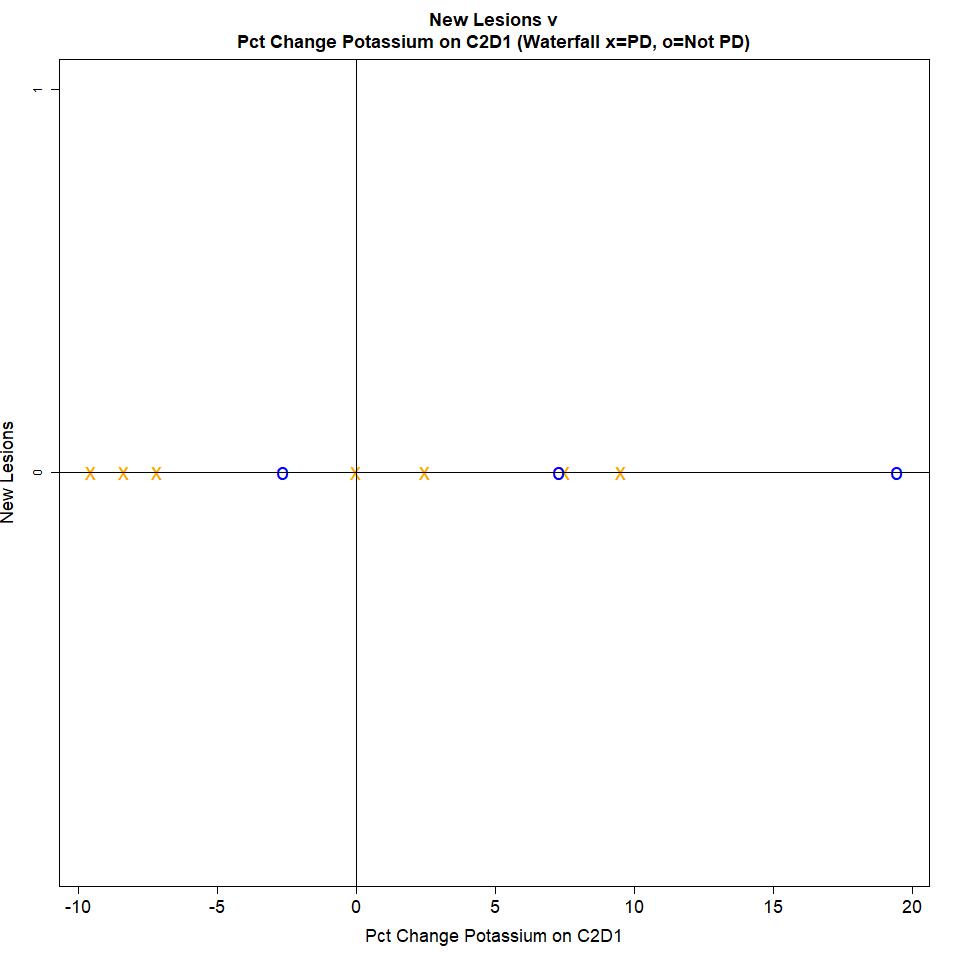 New Lesions v
Pct Change Potassium on C2D1 (Waterfall x=PD, o=Not PD)
1
0
New Lesions
x x x o x x o x x o
-10 -5 0 5 10 15 20
Pct Change Potassium on C2D1